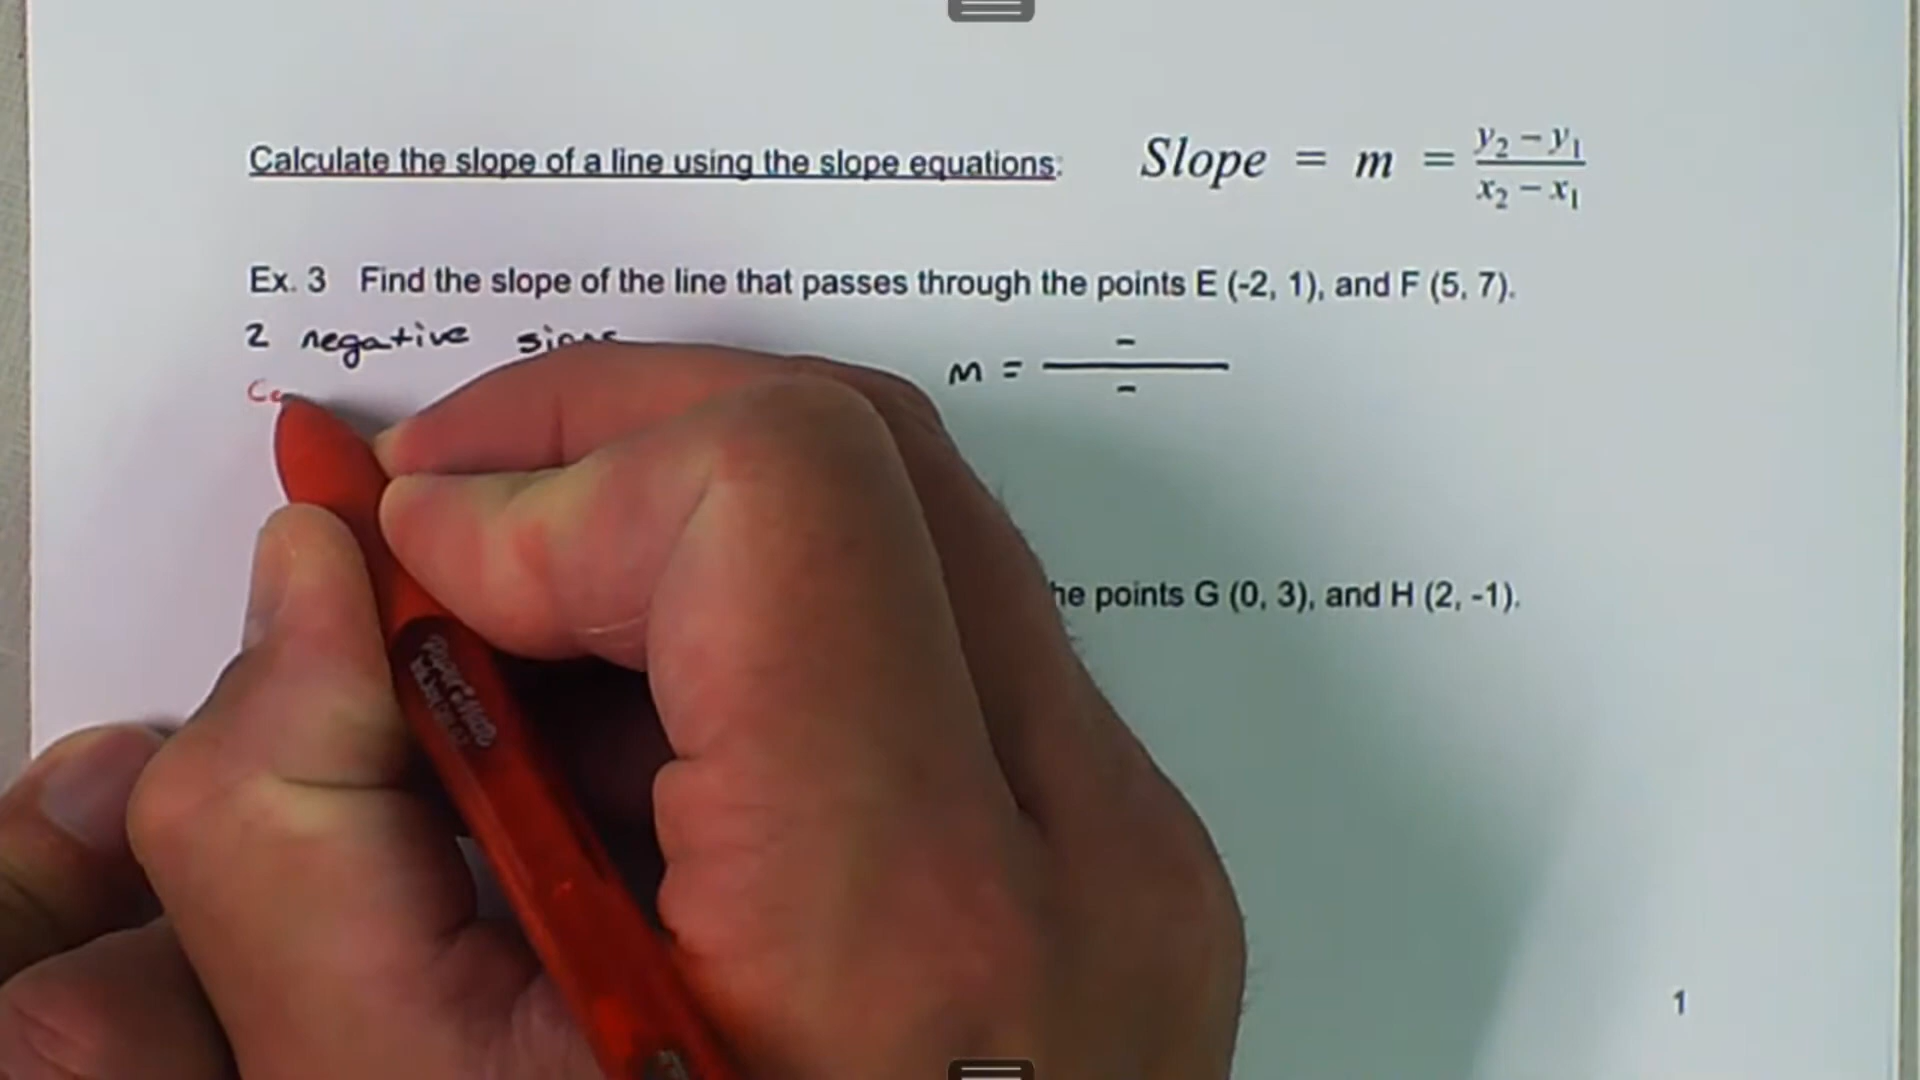 Calculate the slope of a line using the slope equations: Slope = m = y₂ - y₁ / x₂ - x₁
Ex. 3 Find the slope of the line that passes through the points E (-2, 1), and F (5, 7).
2 negative signs
m = - / -
points G (0, 3), and H (2, -1).
1